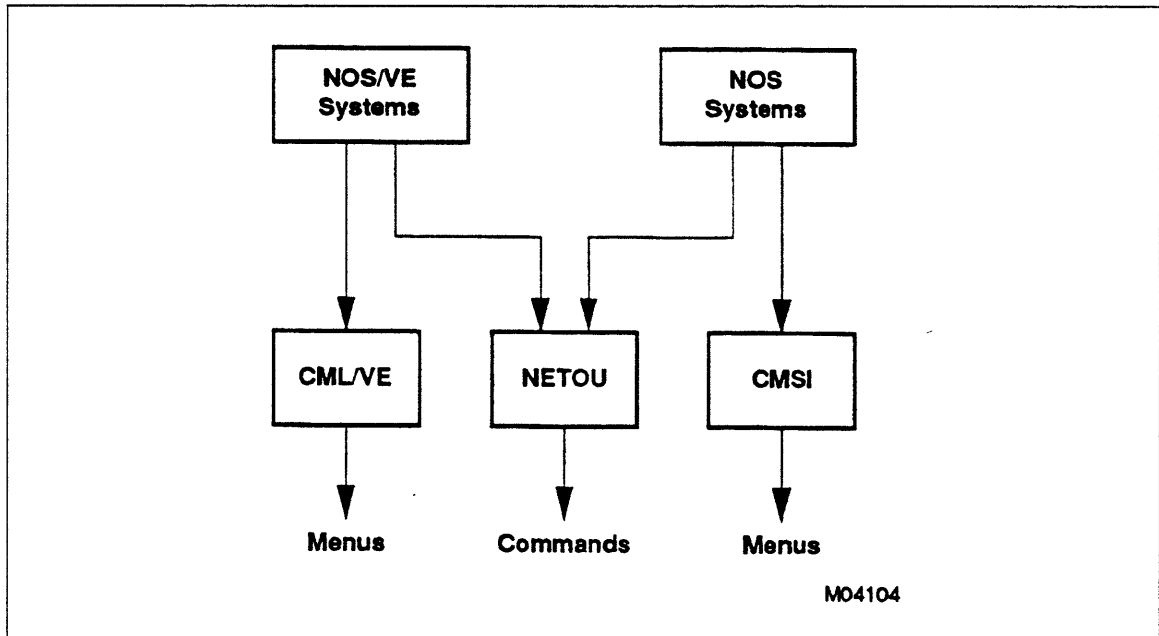 NOS/VE
Systems
NOS
Systems
CML/VE
NETOU
CMSI
Menus
Commands
Menus
M04104